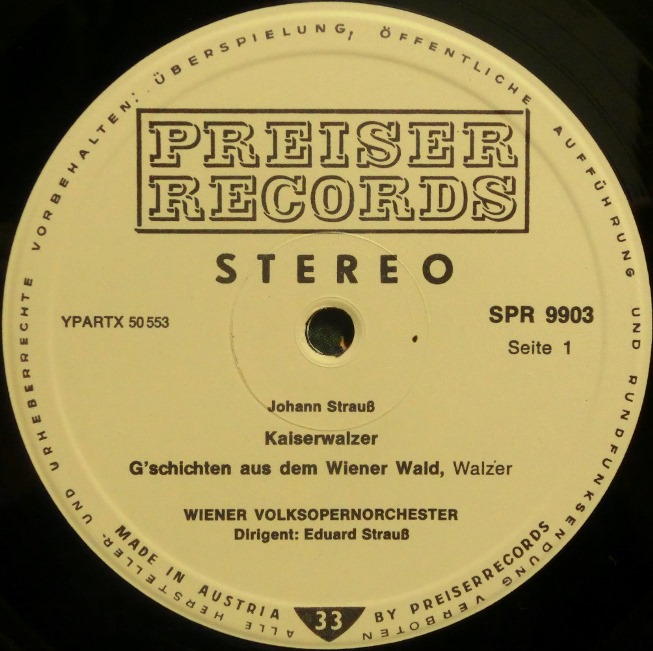 PREISER
RECORDS
STEREO
YPARTX 50 553
SPR 9903
Seite 1
Johann Strauß
Kaiserwalzer
G'schichten aus dem Wiener Wald, Walzer
WIENER VOLKSOPERNORCHESTER
Dirigent: Eduard Strauß
MADE IN AUSTRIA
33
BY PREISERRECORDS
ALLE HERSTELLER- UND URHEBERRECHTE VORBEHALTEN: ÜBERSPIELUNG, ÖFFENTLICHE AUFFÜHRUNG UND RUNDFUNKSENDUNG VERBOTEN